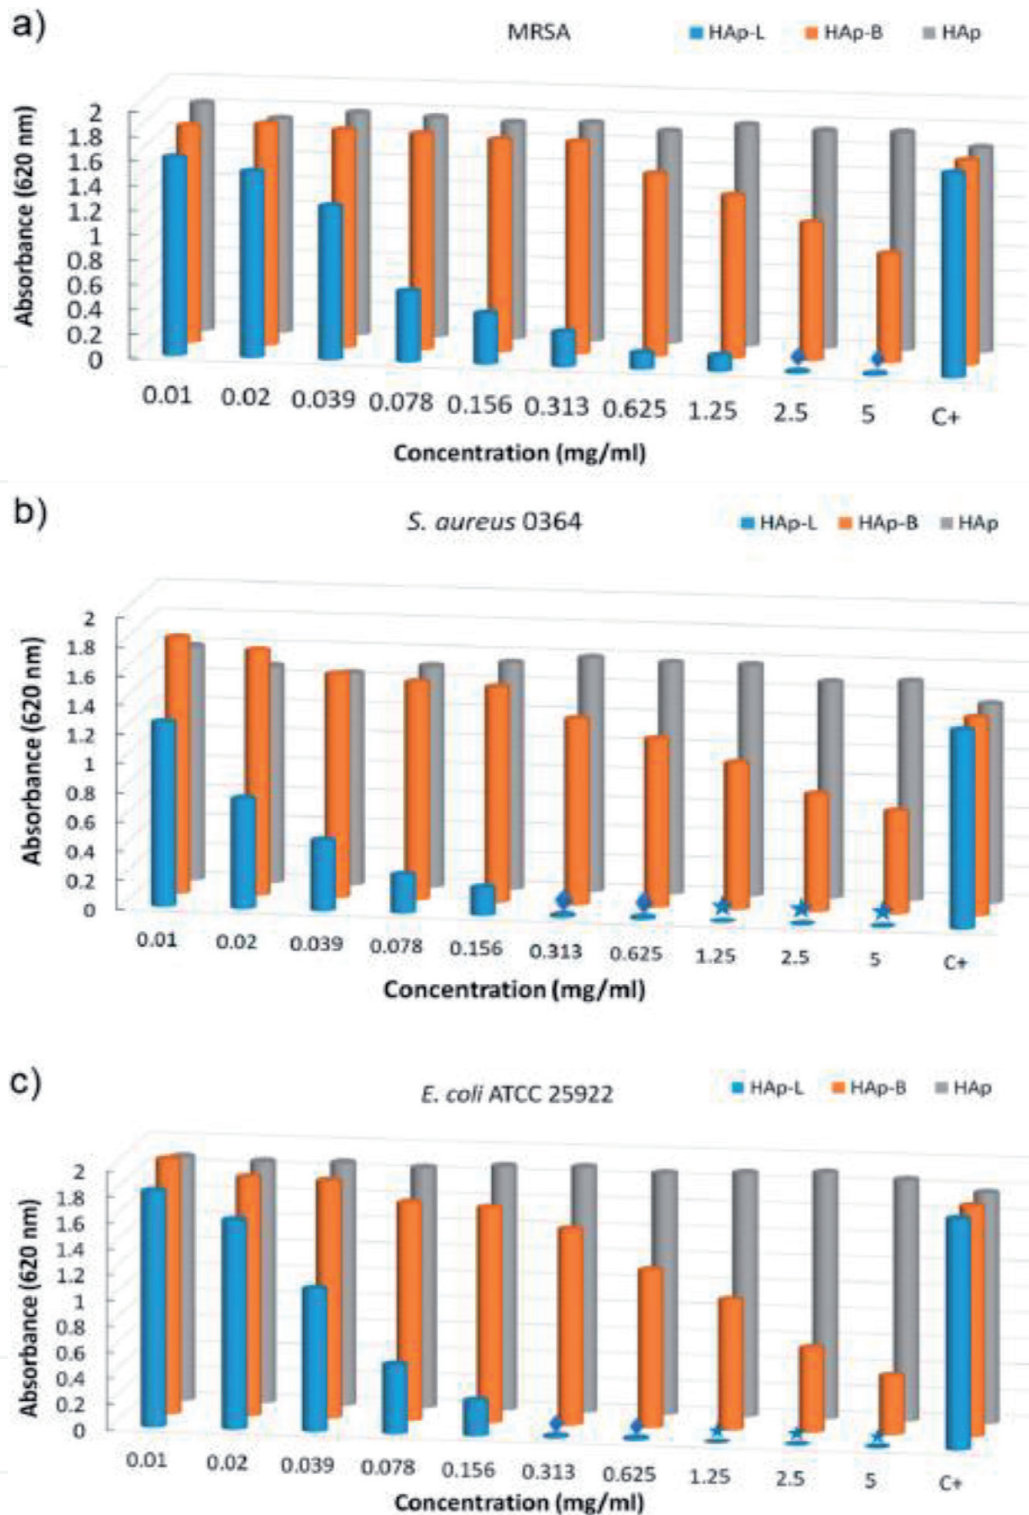 a)
MRSA
HAp-L HAp-B HAp
Absorbance (620 nm)
2
1.8
1.6
1.4
1.2
1
0.8
0.6
0.4
0.2
0
0.01 0.02 0.039 0.078 0.156 0.313 0.625 1.25 2.5 5 C+
Concentration (mg/ml)
b)
S. aureus 0364
HAp-L HAp-B HAp
Absorbance (620 nm)
2
1.8
1.6
1.4
1.2
1
0.8
0.6
0.4
0.2
0
0.01 0.02 0.039 0.078 0.156 0.313 0.625 1.25 2.5 5 C+
Concentration (mg/ml)
c)
E. coli ATCC 25922
HAp-L HAp-B HAp
Absorbance (620 nm)
2
1.8
1.6
1.4
1.2
1
0.8
0.6
0.4
0.2
0
0.01 0.02 0.039 0.078 0.156 0.313 0.625 1.25 2.5 5 C+
Concentration (mg/ml)